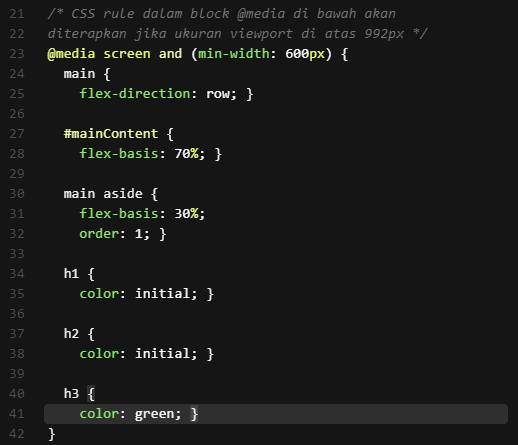 21 /* CSS rule dalam block @media di bawah akan
22 diterapkan jika ukuran viewport di atas 992px */
23 @media screen and (min-width: 600px) {
24   main {
25     flex-direction: row; }
26
27   #mainContent {
28     flex-basis: 70%; }
29
30   main aside {
31     flex-basis: 30%;
32     order: 1; }
33
34   h1 {
35     color: initial; }
36
37   h2 {
38     color: initial; }
39
40   h3 {
41     color: green; }
42 }